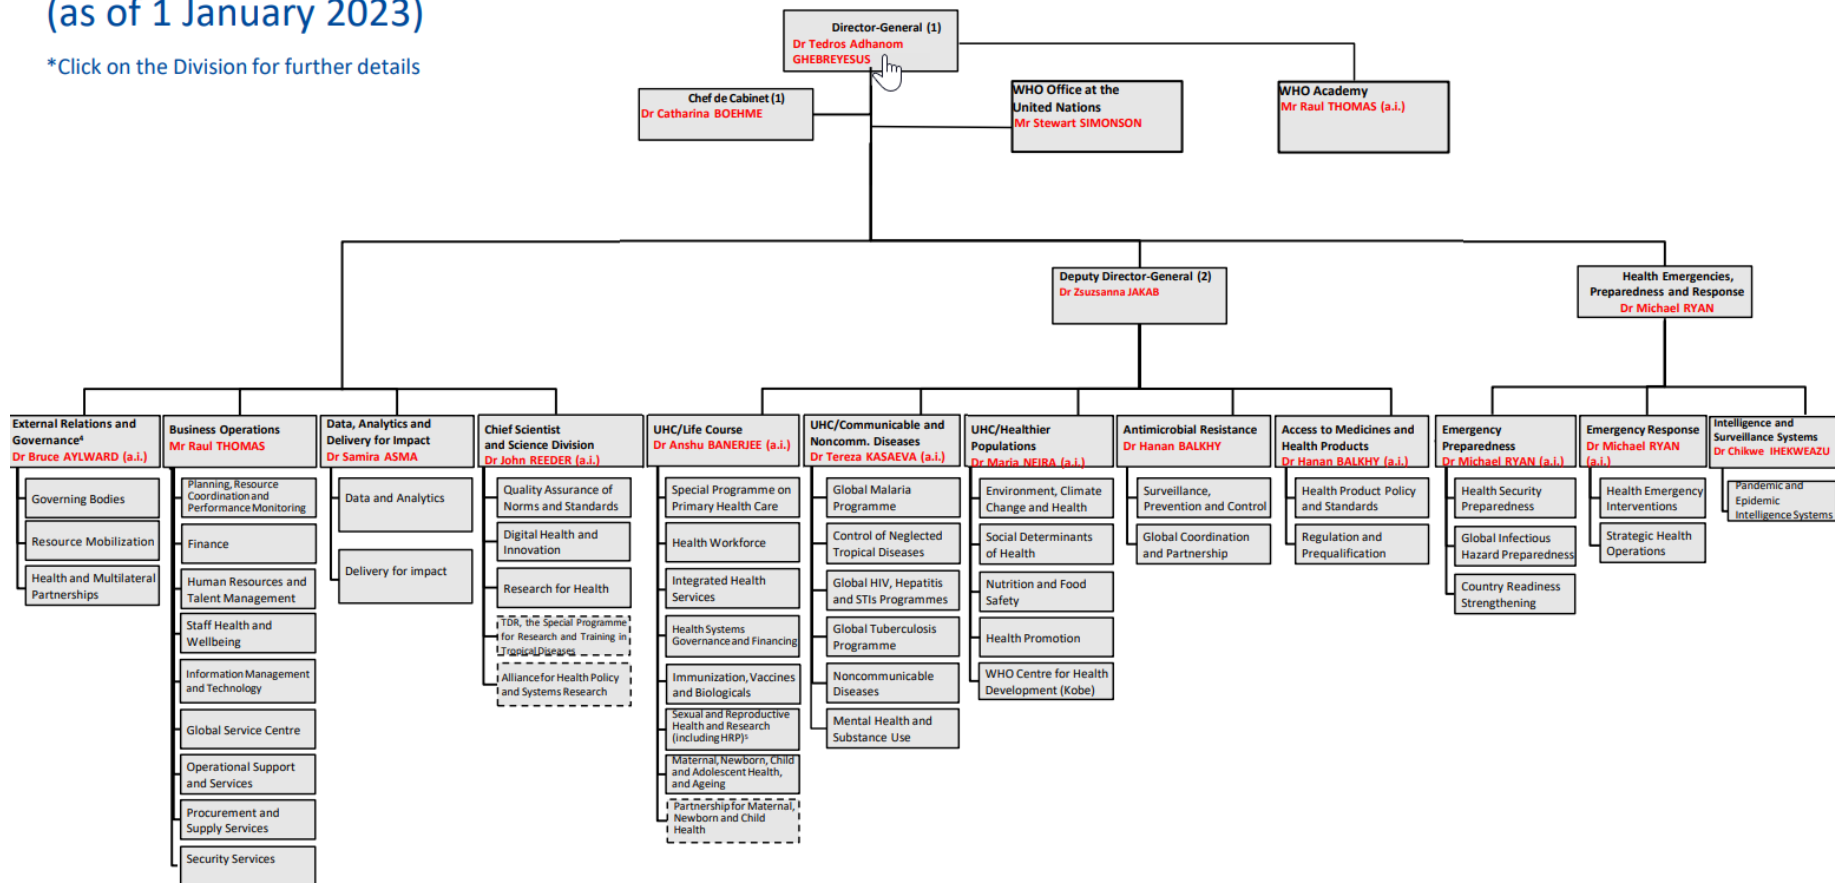 (as of 1 January 2023)
*Click on the Division for further details
Director-General (1)
Dr Tedros Adhanom
GHEBREYESUS
Chef de Cabinet (1)
Dr Catharina BOEHME
WHO Office at the
United Nations
Mr Stewart SIMONSON
WHO Academy
Mr Raul THOMAS (a.i.)
Deputy Director-General (2)
Dr Zsuzsanna JAKAB
Health Emergencies,
Preparedness and Response
Dr Michael RYAN
External Relations and
Governance⁴
Dr Bruce AYLWARD (a.i.)
Governing Bodies
Resource Mobilization
Health and Multilateral
Partnerships
Business Operations
Mr Raul THOMAS
Planning, Resource
Coordination and
Performance Monitoring
Finance
Human Resources and
Talent Management
Staff Health and
Wellbeing
Information Management
and Technology
Global Service Centre
Operational Support
and Services
Procurement and
Supply Services
Security Services
Data, Analytics and
Delivery for Impact
Dr Samira ASMA
Data and Analytics
Delivery for impact
Chief Scientist
and Science Division
Dr John REEDER (a.i.)
Quality Assurance of
Norms and Standards
Digital Health and
Innovation
Research for Health
TDR, the Special Programme
for Research and Training in
Tropical Diseases
Alliance for Health Policy
and Systems Research
UHC/Life Course
Dr Anshu BANERJEE (a.i.)
Special Programme on
Primary Health Care
Health Workforce
Integrated Health
Services
Health Systems
Governance and Financing
Immunization, Vaccines
and Biologicals
Sexual and Reproductive
Health and Research
(including HRP)⁵
Maternal, Newborn, Child
and Adolescent Health,
and Ageing
Partnership for Maternal,
Newborn and Child
Health
UHC/Communicable and
Noncomm. Diseases
Dr Tereza KASAEVA (a.i.)
Global Malaria
Programme
Control of Neglected
Tropical Diseases
Global HIV, Hepatitis
and STIs Programmes
Global Tuberculosis
Programme
Noncommunicable
Diseases
Mental Health and
Substance Use
UHC/Healthier
Populations
Dr Maria NEIRA (a.i.)
Environment, Climate
Change and Health
Social Determinants
of Health
Nutrition and Food
Safety
Health Promotion
WHO Centre for Health
Development (Kobe)
Antimicrobial Resistance
Dr Hanan BALKHY
Surveillance,
Prevention and Control
Global Coordination
and Partnership
Access to Medicines and
Health Products
Dr Hanan BALKHY (a.i.)
Health Product Policy
and Standards
Regulation and
Prequalification
Emergency
Preparedness
Dr Michael RYAN (a.i.)
Health Security
Preparedness
Global Infectious
Hazard Preparedness
Country Readiness
Strengthening
Emergency Response
Dr Michael RYAN
(a.i.)
Health Emergency
Interventions
Strategic Health
Operations
Intelligence and
Surveillance Systems
Dr Chikwe IHEKWEAZU
Pandemic and
Epidemic
Intelligence Systems